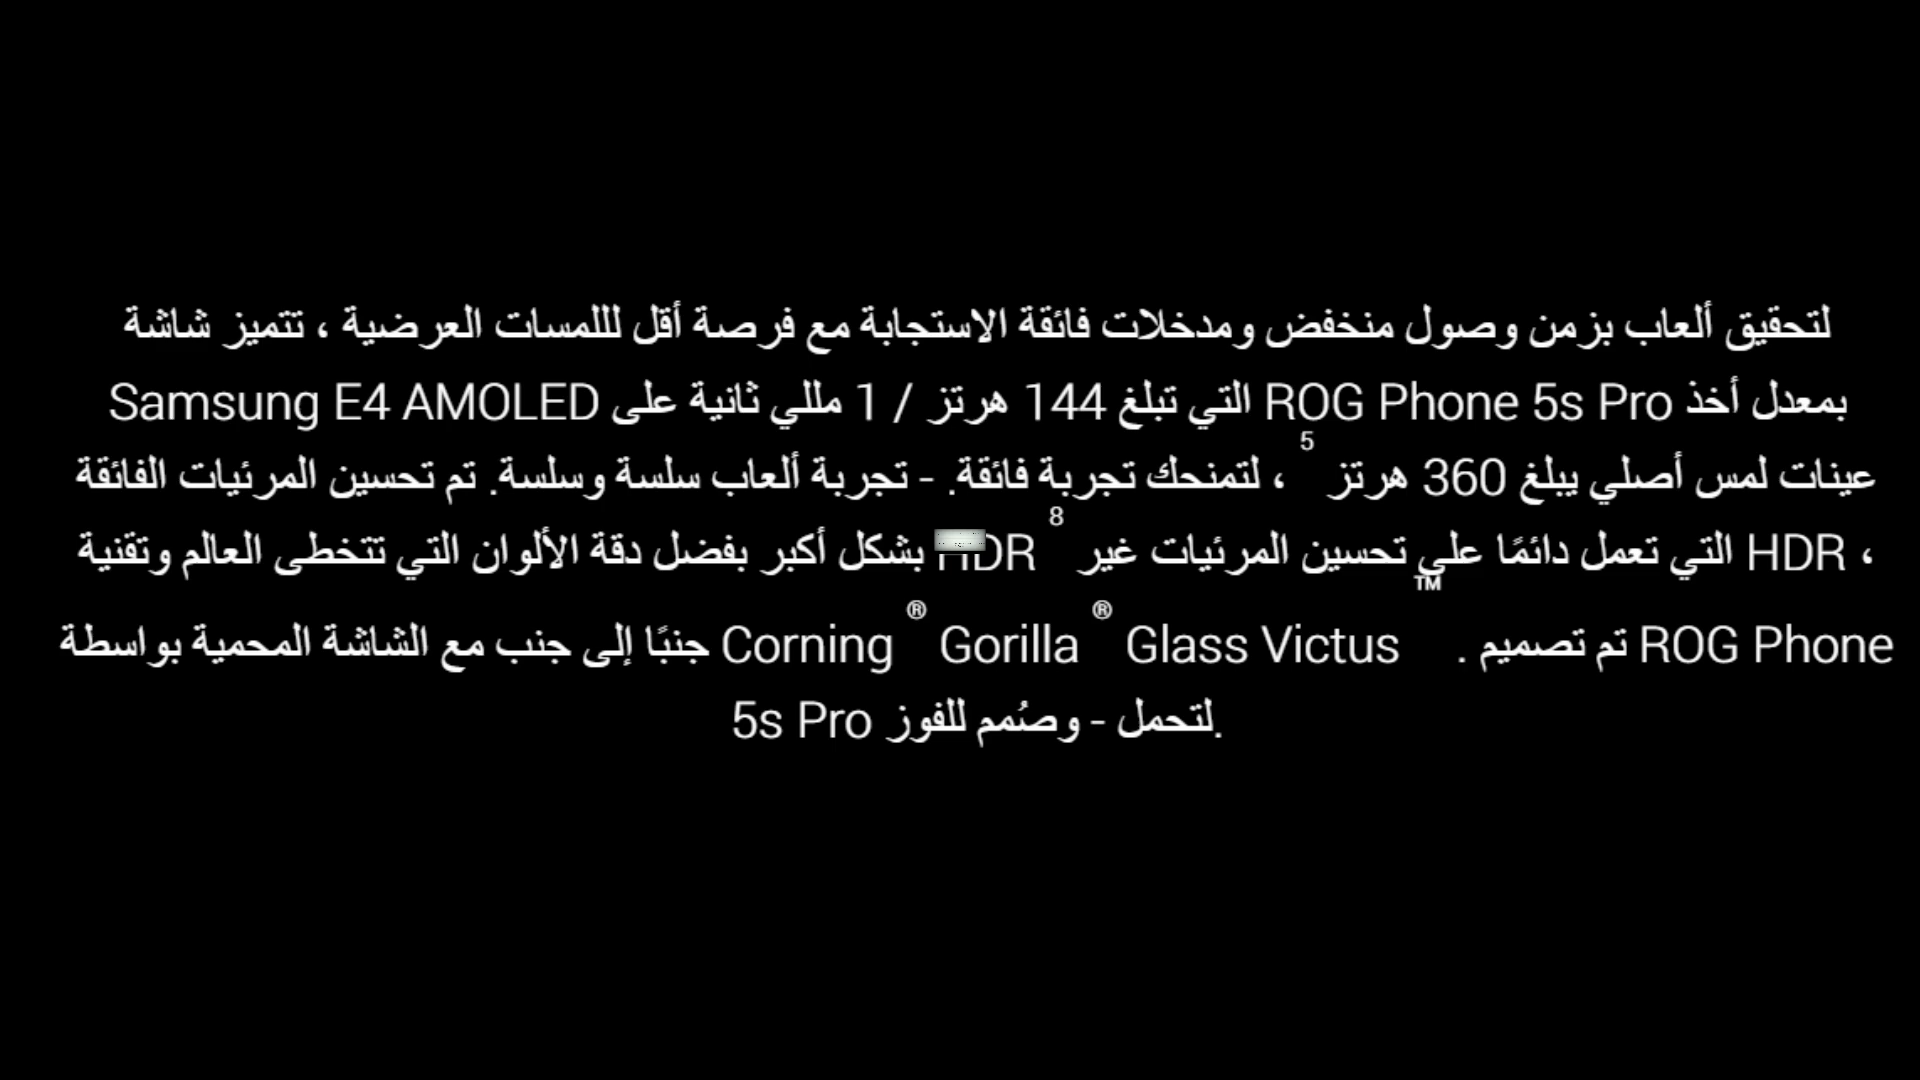 لتحقيق ألعاب بزمن وصول منخفض ومدخلات فائقة الاستجابة مع فرصة أقل لللمسات العرضية ، تتميز شاشة
Samsung E4 AMOLED التي تبلغ 144 هرتز / 1 مللي ثانية على ROG Phone 5s Pro بمعدل أخذ
عينات لمس أصلي يبلغ 360 هرتز 5 ، لتمنحك تجربة فائقة. - تجربة ألعاب سلسة وسلسة. تم تحسين المرئيات الفائقة
HDR بشكل أكبر بفضل دقة الألوان التي تتخطى العالم وتقنية HDR ، التي تعمل دائمًا على تحسين المرئيات غير 8
جنبًا إلى جنب مع الشاشة المحمية بواسطة Corning ® Gorilla ® Glass Victus ™ . تم تصميم ROG Phone
5s Pro لتحمل - وصُمم للفوز.